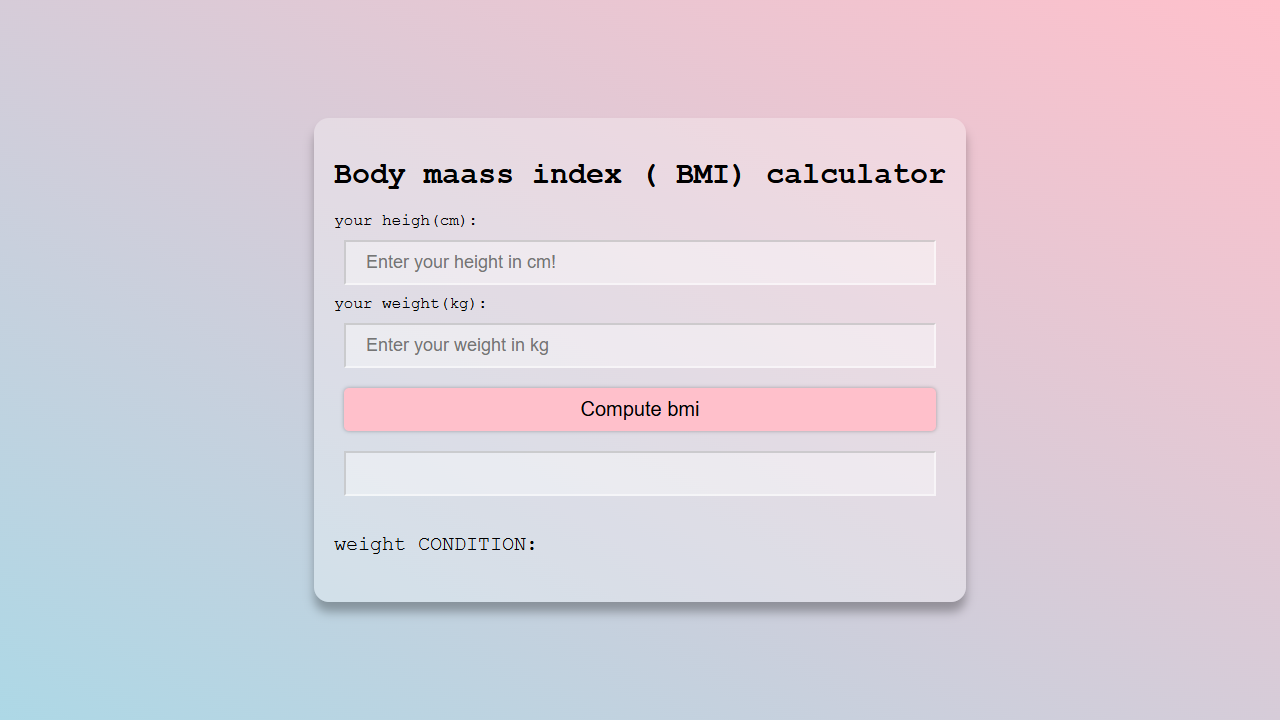 Body maass index ( BMI) calculator
your heigh(cm):
Enter your height in cm!
your weight(kg):
Enter your weight in kg
Compute bmi
weight CONDITION: